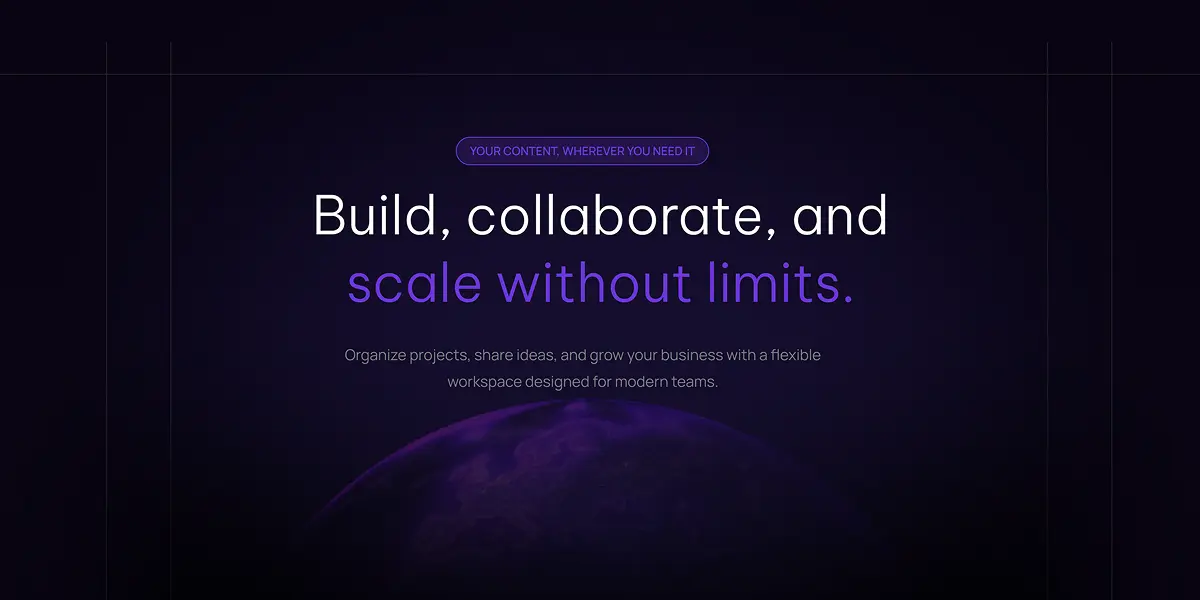 YOUR CONTENT, WHEREVER YOU NEED IT
Build, collaborate, and
scale without limits.
Organize projects, share ideas, and grow your business with a flexible
workspace designed for modern teams.